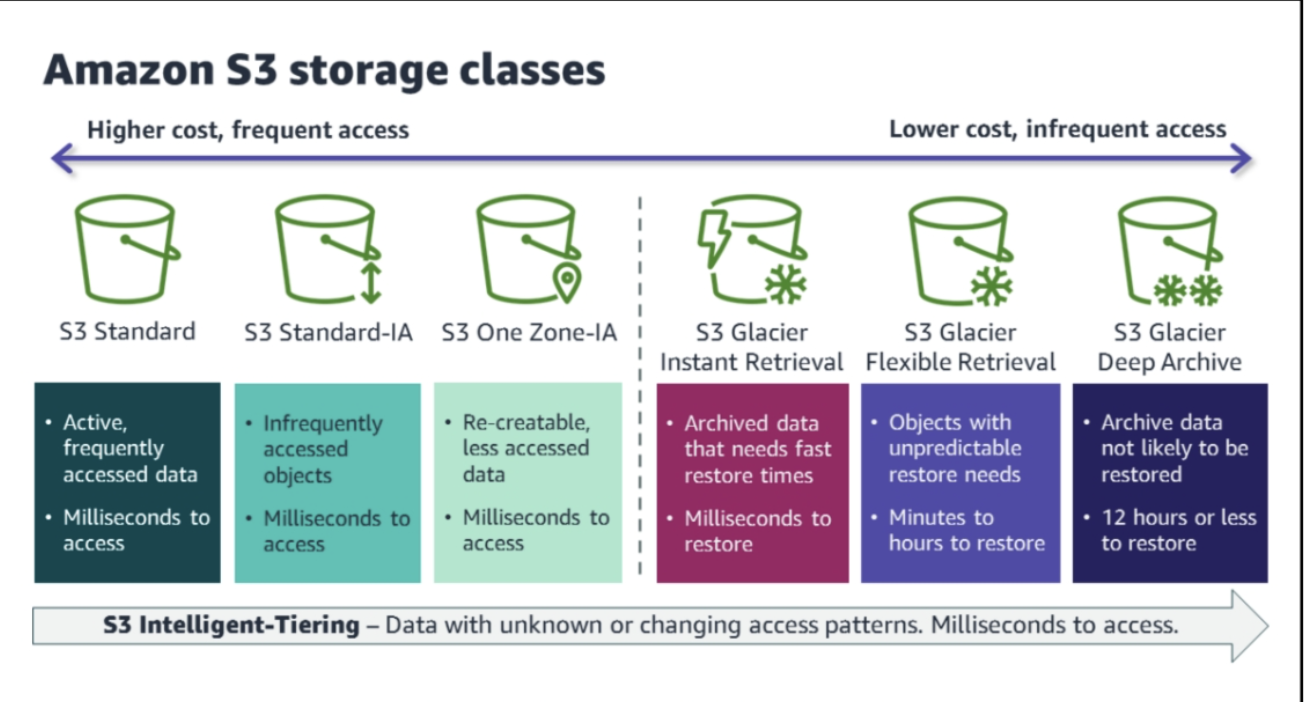 Amazon S3 storage classes
Higher cost, frequent access
Lower cost, infrequent access
S3 Standard
• Active,
frequently
accessed data
• Milliseconds to
access
S3 Standard-IA
• Infrequently
accessed
objects
• Milliseconds to
access
S3 One Zone-IA
• Re-creatable,
less accessed
data
• Milliseconds to
access
S3 Glacier
Instant Retrieval
• Archived data
that needs fast
restore times
• Milliseconds to
restore
S3 Glacier
Flexible Retrieval
• Objects with
unpredictable
restore needs
• Minutes to
hours to restore
S3 Glacier
Deep Archive
• Archive data
not likely to be
restored
• 12 hours or less
to restore
S3 Intelligent-Tiering – Data with unknown or changing access patterns. Milliseconds to access.